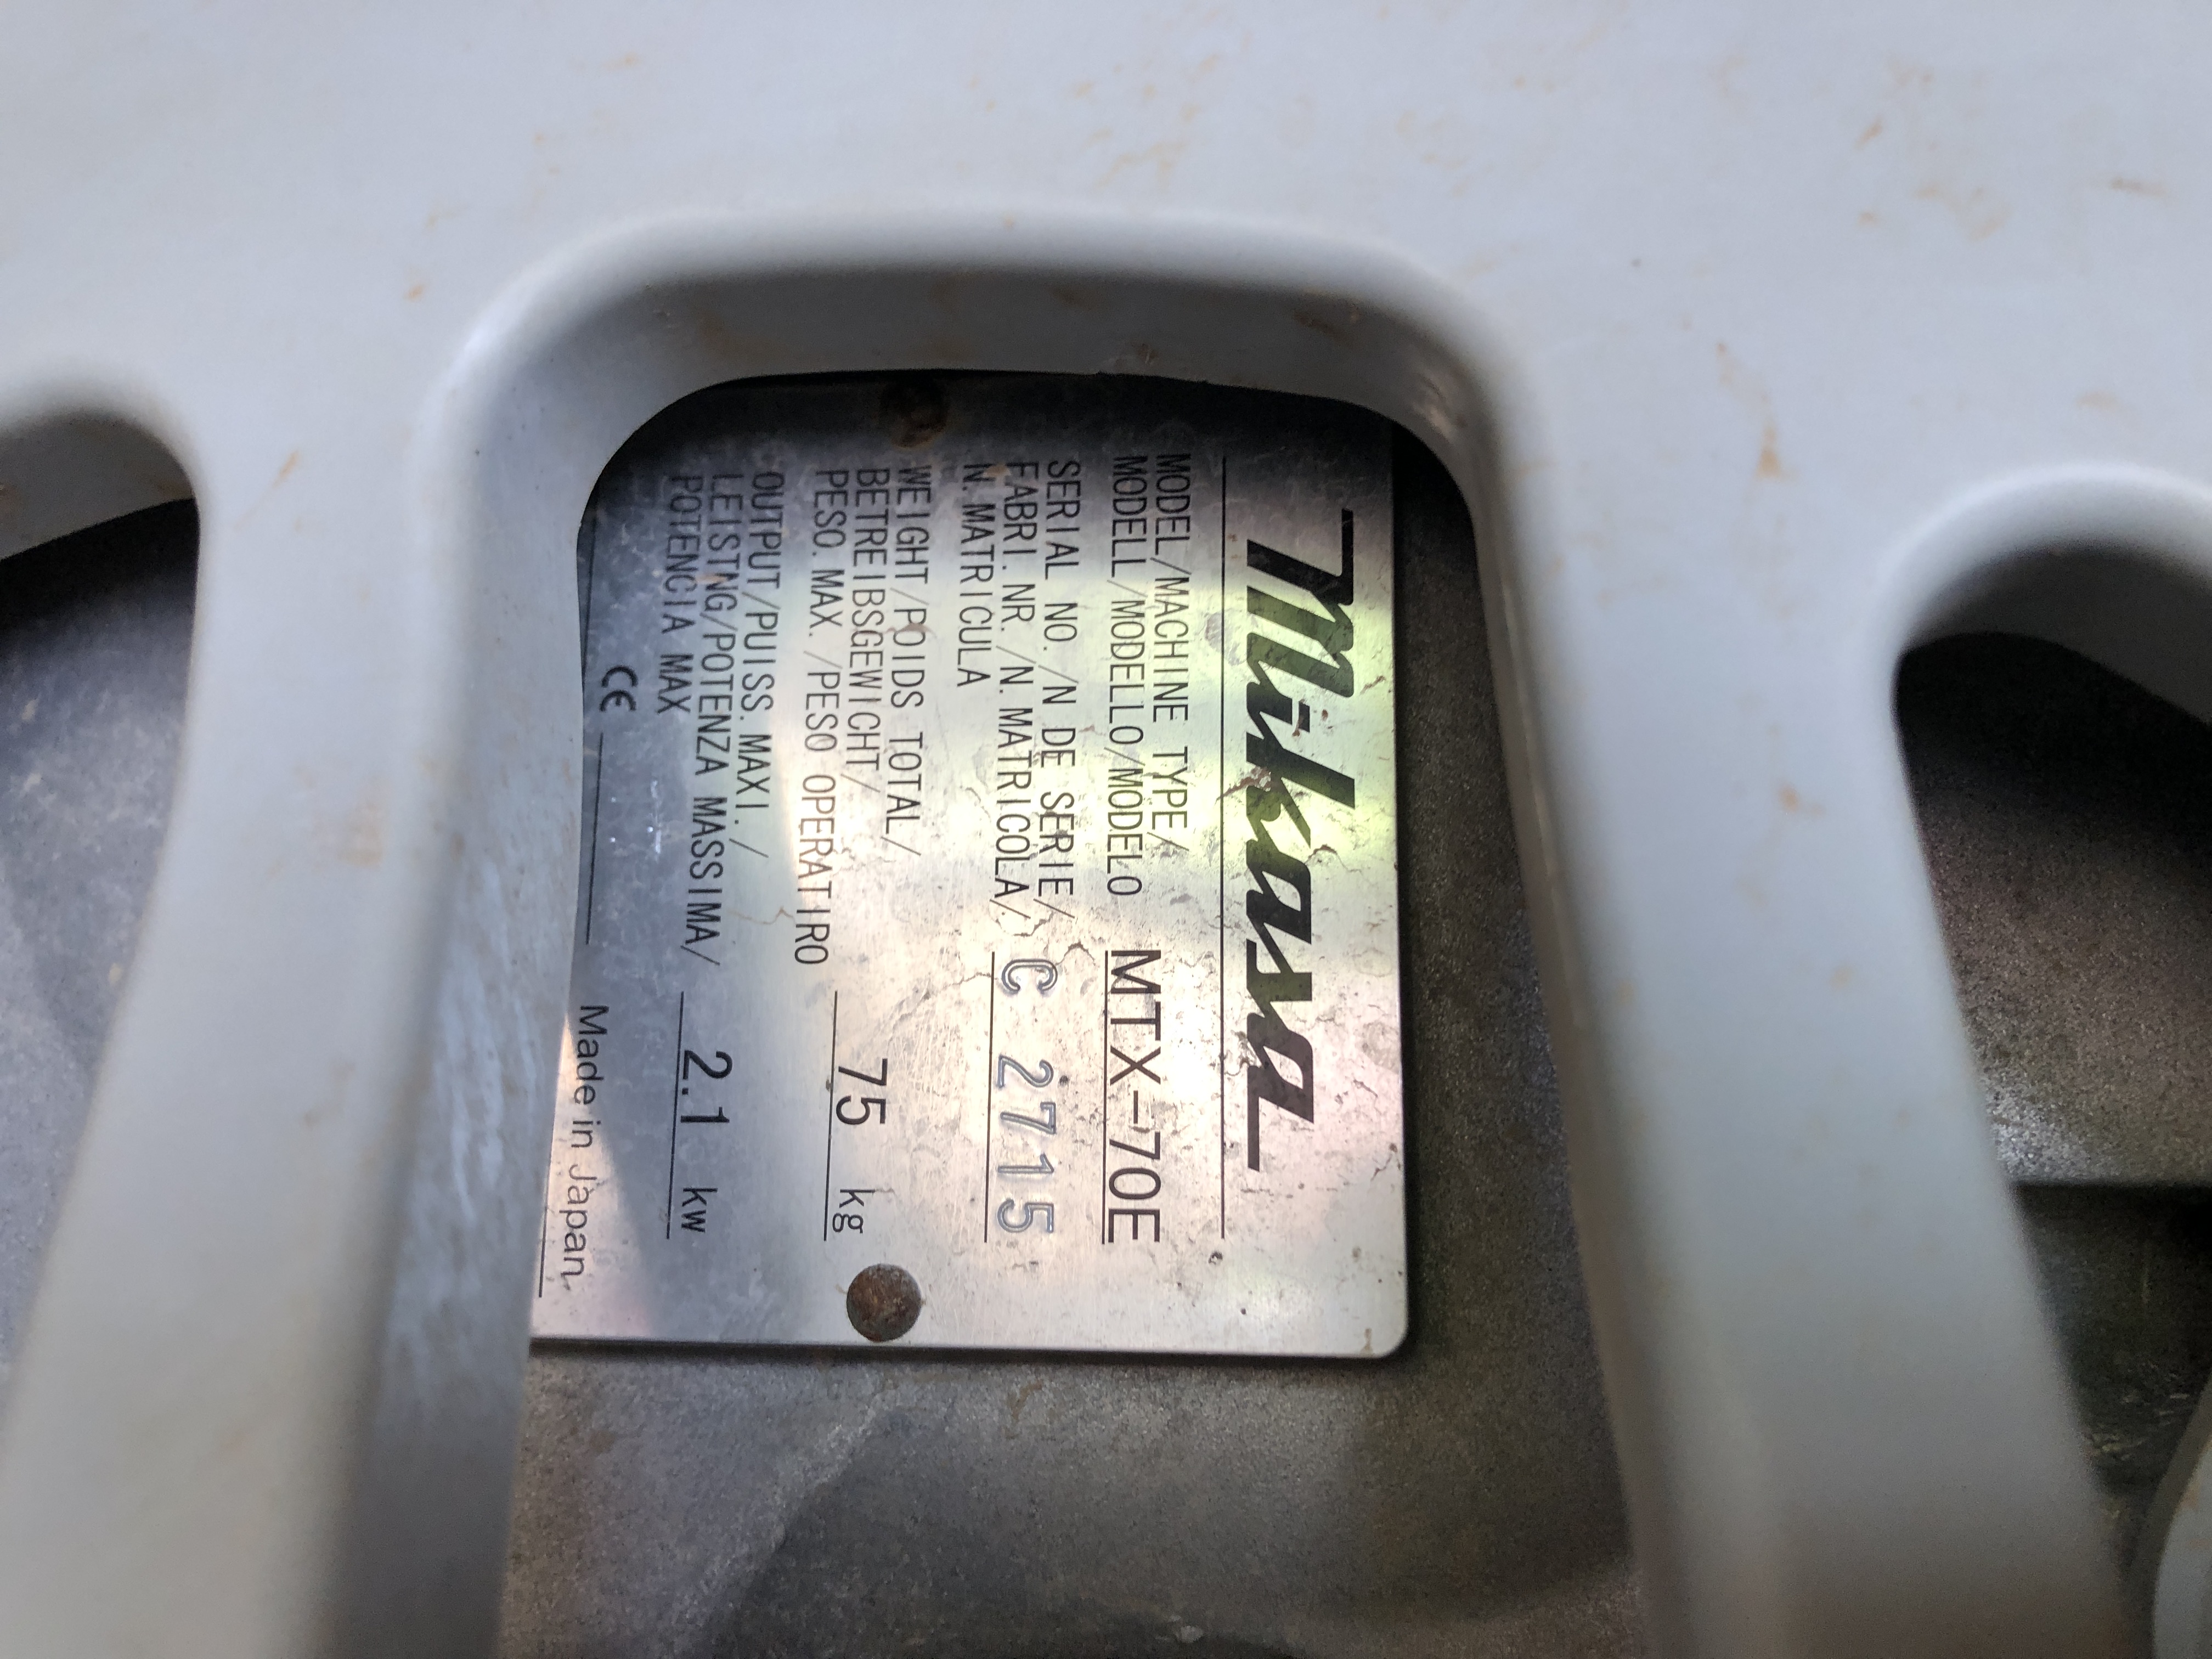 Mikasa
MODEL/MACHINE TYPE/
MODELL/MODELLO/MODELO MTX-70E
SERIAL NO./N DE SERIE/
FABRI.NR./N.MATRICOLA/ C 2715
N.MATRICULA
WEIGHT/POIDS TOTAL/
BETREIBSGEWICHT/
PESO.MAX./PESO OPERATIRO 75 kg
OUTPUT/PUISS.MAXI./
LEISTNG/POTENZA MASSIMA/ 2.1 kw
POTENCIA MAX
CE
Made in Japan